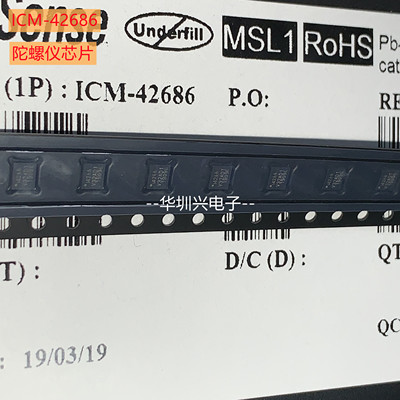 ICM-42686
陀螺仪芯片
Sense
Underfill
MSL1
RoHS
Pb-
cat
(1P) : ICM-42686
P.O:
RE
--华圳兴电子--
T) :
D/C (D) :
QT
QC
: 19/03/19